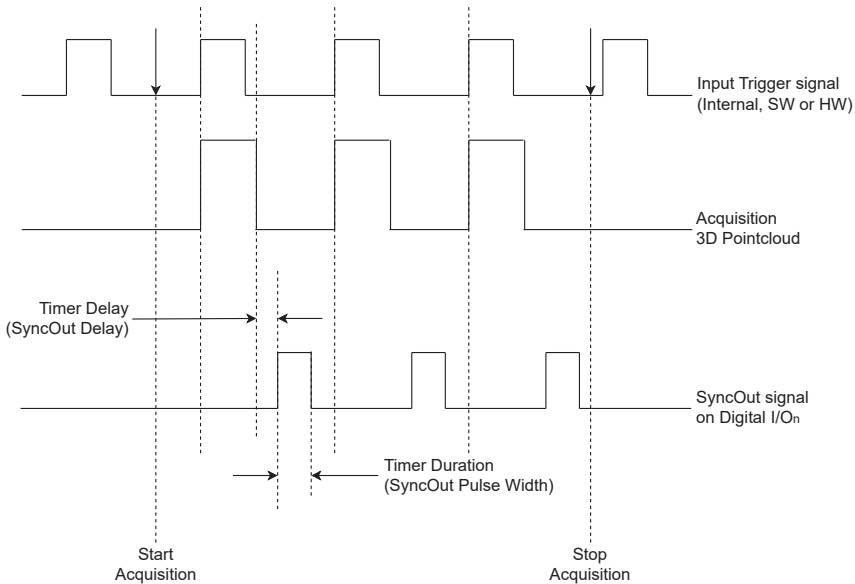 Input Trigger signal
(Internal, SW or HW)
Acquisition
3D Pointcloud
Timer Delay
(SyncOut Delay)
SyncOut signal
on Digital I/On
Timer Duration
(SyncOut Pulse Width)
Start
Acquisition
Stop
Acquisition